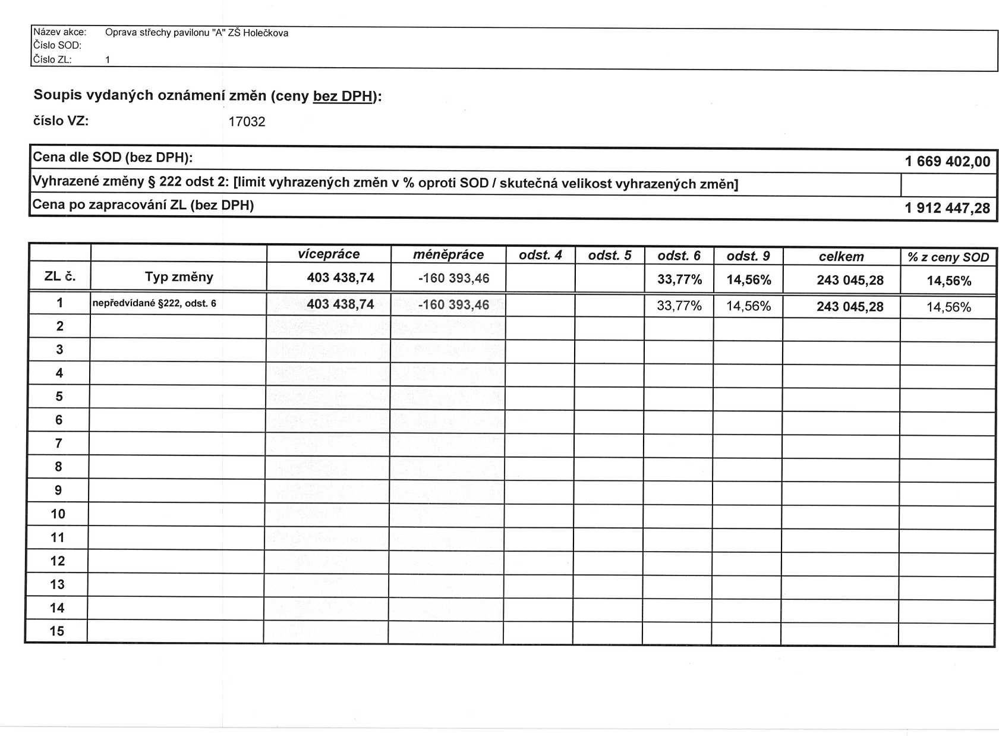 Název akce: Oprava střechy pavilonu "A" ZŠ Holečkova
Číslo SOD:
Číslo ZL: 1
Soupis vydaných oznámení změn (ceny bez DPH):
číslo VZ: 17032
Cena dle SOD (bez DPH): 1 669 402,00
Vyhrazené změny § 222 odst 2: [limit vyhrazených změn v % oproti SOD / skutečná velikost vyhrazených změn]
Cena po zapracování ZL (bez DPH) 1 912 447,28
vícepráce méněpráce odst. 4 odst. 5 odst. 6 odst. 9 celkem % z ceny SOD
ZL č. Typ změny 403 438,74 -160 393,46 33,77% 14,56% 243 045,28 14,56%
1 nepředvídané §222, odst. 6 403 438,74 -160 393,46 33,77% 14,56% 243 045,28 14,56%
2
3
4
5
6
7
8
9
10
11
12
13
14
15